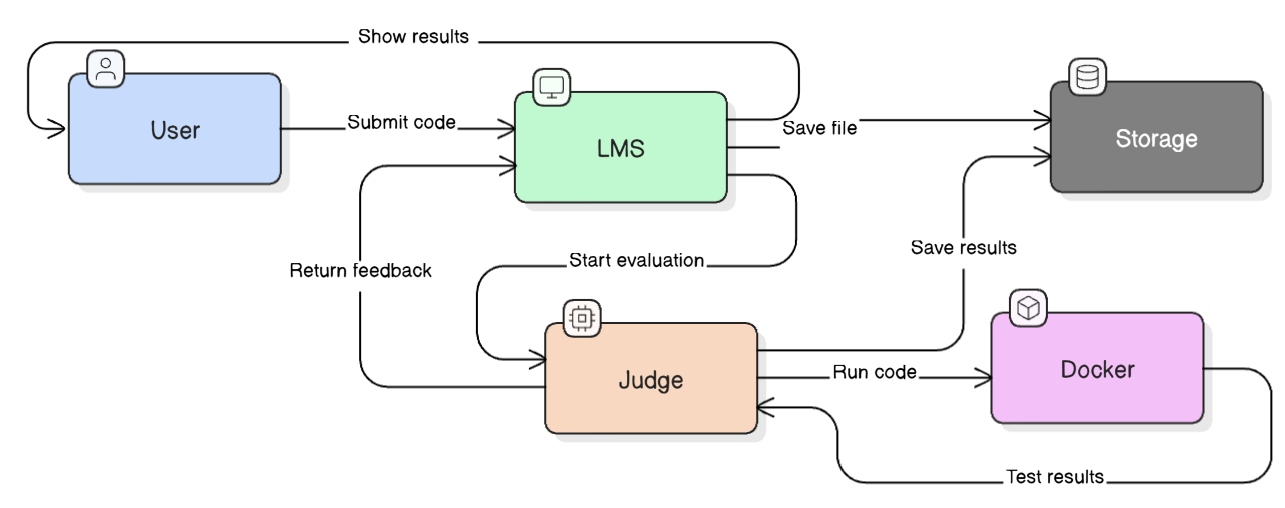 Show results
User
Submit code
LMS
Save file
Storage
Return feedback
Start evaluation
Save results
Judge
Run code
Docker
Test results